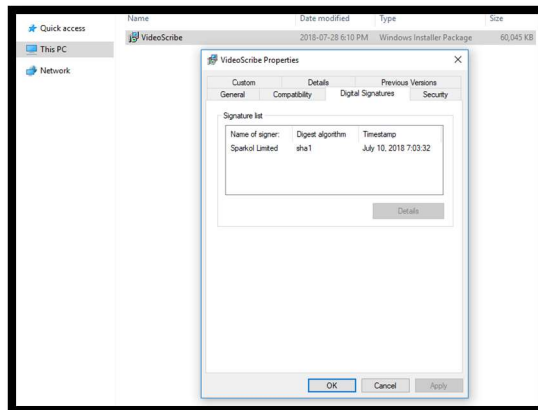 Name Date modified Type Size
Quick access
VideoScribe 2018-07-28 6:10 PM Windows Installer Package 60,045 KB
This PC
Network
VideoScribe Properties
Custom Details Previous Versions
General Compatibility Digital Signatures Security
Signature list
Name of signer: Digest algorithm Timestamp
Sparkol Limited sha1 July 10, 2018 7:03:32
Details
OK Cancel Apply